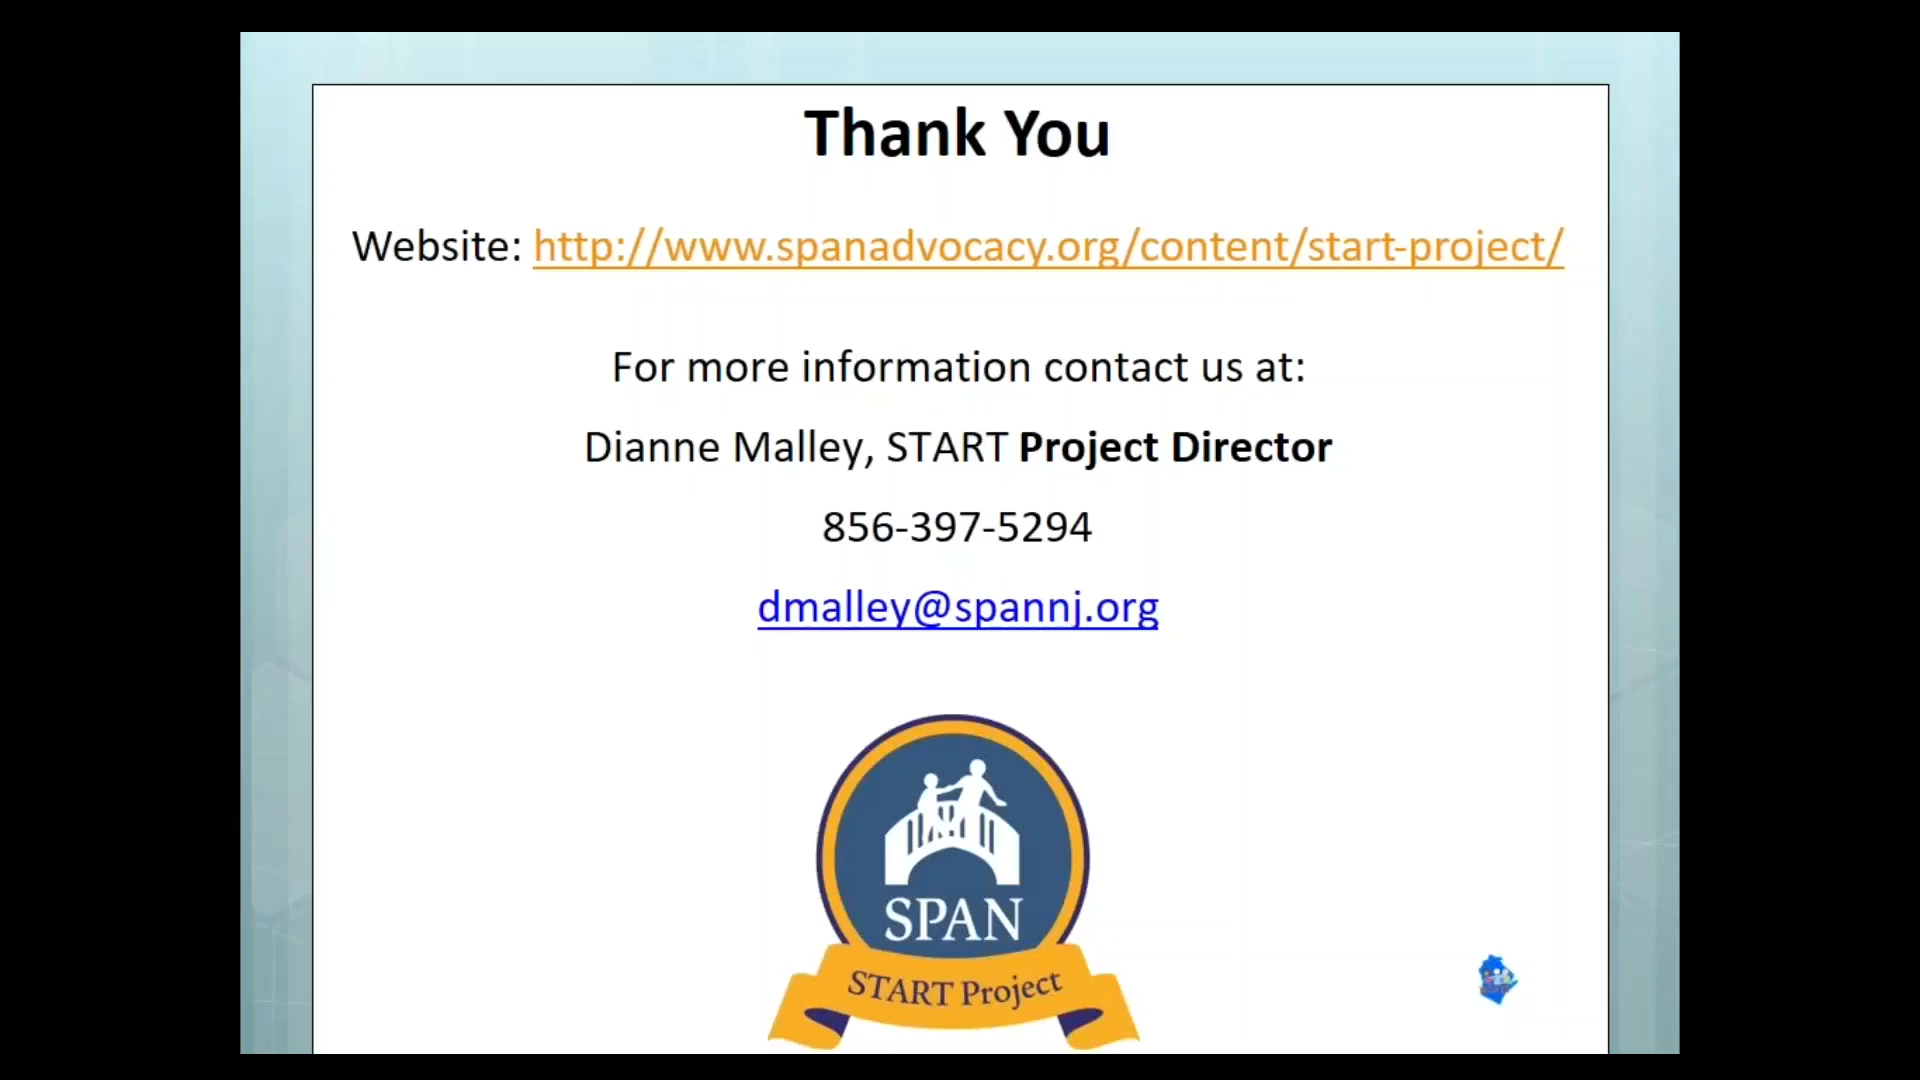 Thank You
Website: http://www.spanadvocacy.org/content/start-project/
For more information contact us at:
Dianne Malley, START Project Director
856-397-5294
dmalley@spannj.org
SPAN
START Project